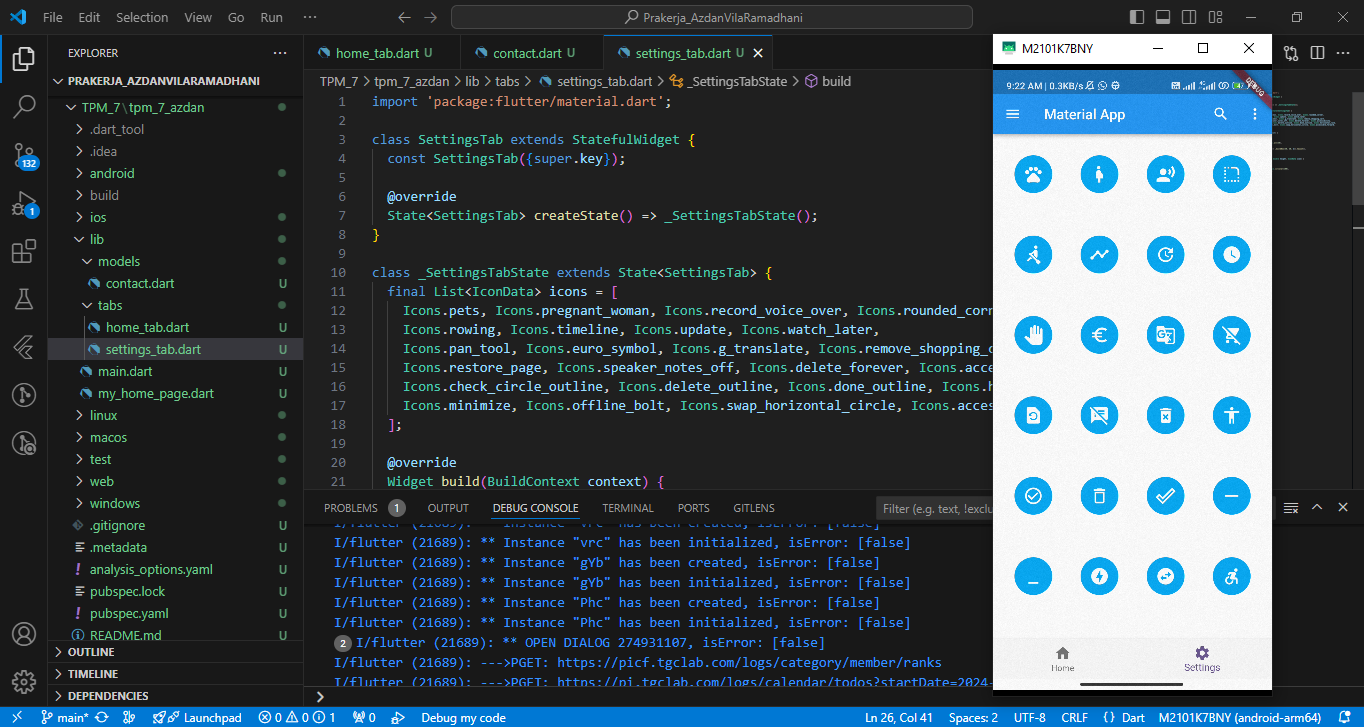 File Edit Selection View Go Run ···
Prakerja_AzdanVilaRamadhani
EXPLORER
PRAKERJA_AZDANVILARAMADHANI
TPM_7 \ tpm_7_azdan
.dart_tool
.idea
android
build
ios
lib
models
contact.dart U
tabs
home_tab.dart U
settings_tab.dart U
main.dart U
my_home_page.dart U
linux
macos
test
web
windows
.gitignore U
.metadata U
analysis_options.yaml U
pubspec.lock U
pubspec.yaml U
README.md U
OUTLINE
TIMELINE
DEPENDENCIES
132
1
home_tab.dart U contact.dart U settings_tab.dart U
TPM_7 > tpm_7_azdan > lib > tabs > settings_tab.dart > _SettingsTabState > build
1 import 'package:flutter/material.dart';
2
3 class SettingsTab extends StatefulWidget {
4 const SettingsTab({super.key});
5
6 @override
7 State<SettingsTab> createState() => _SettingsTabState();
8 }
9
10 class _SettingsTabState extends State<SettingsTab> {
11 final List<IconData> icons = [
12 Icons.pets, Icons.pregnant_woman, Icons.record_voice_over, Icons.rounded_corn
13 Icons.rowing, Icons.timeline, Icons.update, Icons.watch_later,
14 Icons.pan_tool, Icons.euro_symbol, Icons.g_translate, Icons.remove_shopping_c
15 Icons.restore_page, Icons.speaker_notes_off, Icons.delete_forever, Icons.acce
16 Icons.check_circle_outline, Icons.delete_outline, Icons.done_outline, Icons.h
17 Icons.minimize, Icons.offline_bolt, Icons.swap_horizontal_circle, Icons.acces
18 ];
19
20 @override
21 Widget build(BuildContext context) {
PROBLEMS 1 OUTPUT DEBUG CONSOLE TERMINAL PORTS GITLENS
Filter (e.g. text, !exclu
I/flutter (21689): ** Instance "vrc" has been created, isError: [false]
I/flutter (21689): ** Instance "vrc" has been initialized, isError: [false]
I/flutter (21689): ** Instance "gYb" has been created, isError: [false]
I/flutter (21689): ** Instance "gYb" has been initialized, isError: [false]
I/flutter (21689): ** Instance "Phc" has been created, isError: [false]
I/flutter (21689): ** Instance "Phc" has been initialized, isError: [false]
2 I/flutter (21689): ** OPEN DIALOG 274931107, isError: [false]
I/flutter (21689): --->PGET: https://picf.tgclab.com/logs/category/member/ranks
I/flutter (21689): --->PGET: https://pi.tgclab.com/logs/calendar/todos?startDate=2024-
M2101K7BNY
9:22 AM | 0.3KB/s
DEBUG
Material App
Home
Settings
main* Launchpad 0 0 1 0 Debug my code
Ln 26, Col 41 Spaces: 2 UTF-8 CRLF {} Dart M2101K7BNY (android-arm64)